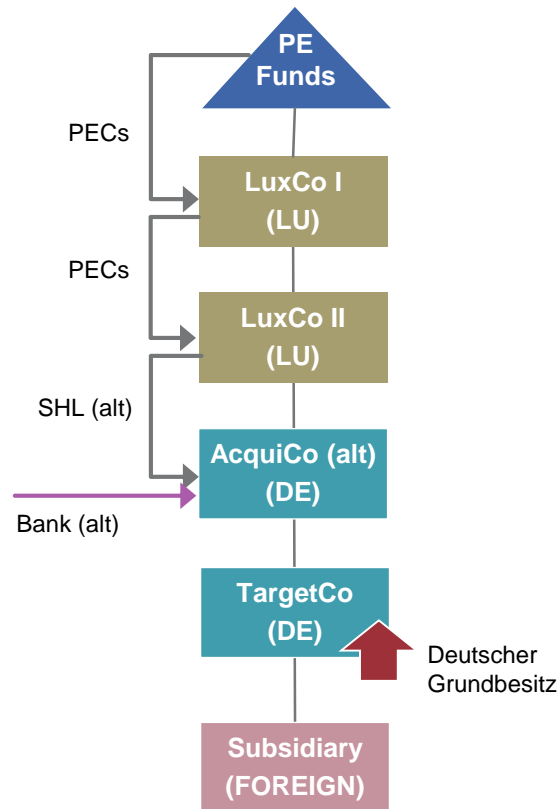 PE
Funds
PECs
LuxCo I
(LU)
PECs
LuxCo II
(LU)
SHL (alt)
AcquiCo (alt)
(DE)
Bank (alt)
TargetCo
(DE)
Deutscher
Grundbesitz
Subsidiary
(FOREIGN)